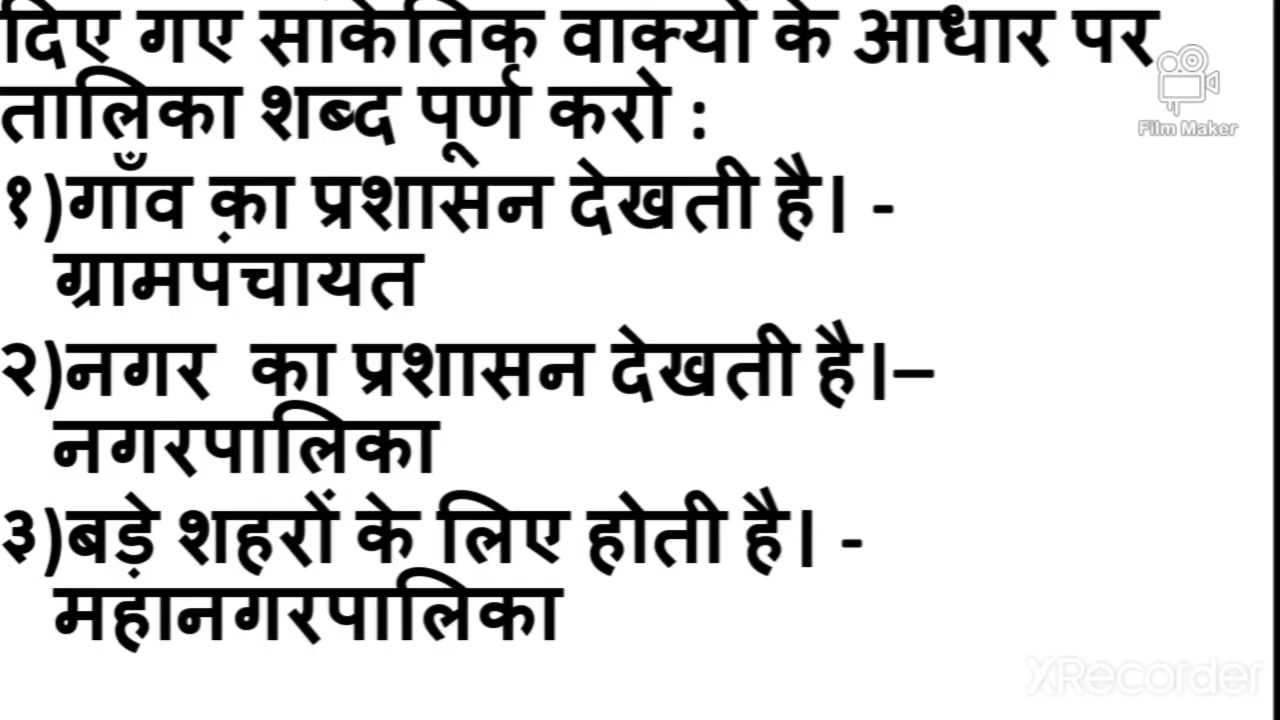 दिए गए सांकेतिक वाक्यों के आधार पर
तालिका शब्द पूर्ण करो :
१)गाँव का प्रशासन देखती है। -
ग्रामपंचायत
२)नगर का प्रशासन देखती है।–
नगरपालिका
३)बड़े शहरों के लिए होती है। -
महानगरपालिका
Film Maker
XRecorder